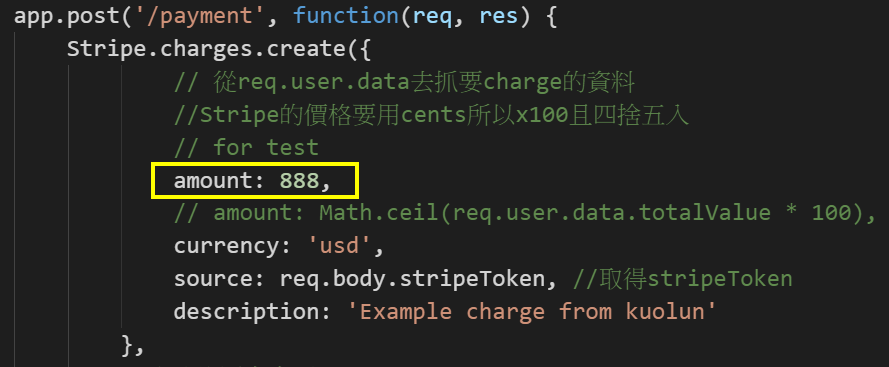 app.post('/payment', function(req, res) {
Stripe.charges.create({
// 從req.user.data去抓要charge的資料
//Stripe的價格要用cents所以x100且四捨五入
// for test
amount: 888,
// amount: Math.ceil(req.user.data.totalValue * 100),
currency: 'usd',
source: req.body.stripeToken, //取得stripeToken
description: 'Example charge from kuolun'
},